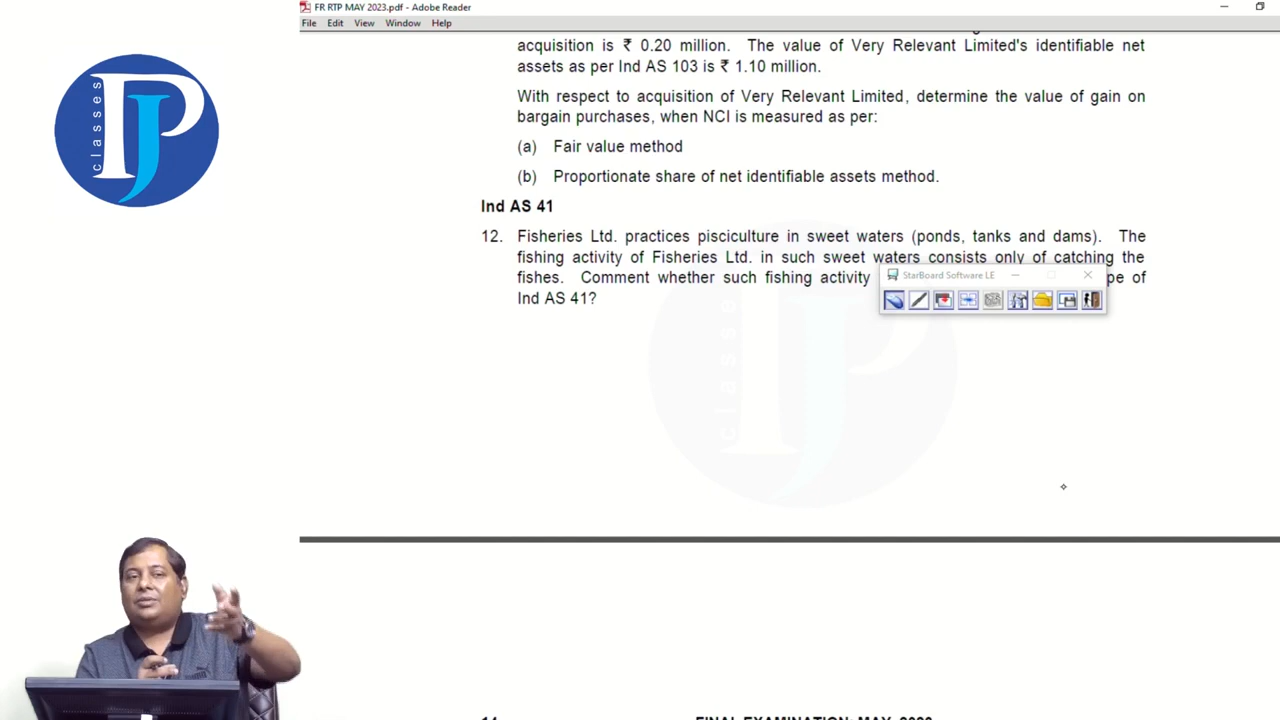 FR RTP MAY 2023.pdf - Adobe Reader
File Edit View Window Help
classes
PJ
acquisition is ₹ 0.20 million. The value of Very Relevant Limited's identifiable net
assets as per Ind AS 103 is ₹ 1.10 million.
With respect to acquisition of Very Relevant Limited, determine the value of gain on
bargain purchases, when NCI is measured as per:
(a) Fair value method
(b) Proportionate share of net identifiable assets method.
Ind AS 41
12. Fisheries Ltd. practices pisciculture in sweet waters (ponds, tanks and dams). The
fishing activity of Fisheries Ltd. in such sweet waters consists only of catching the
StarBoard Software LE
fishes. Comment whether such fishing activity pe of
Ind AS 41?
14 FINAL EXAMINATION: MAY, 2023